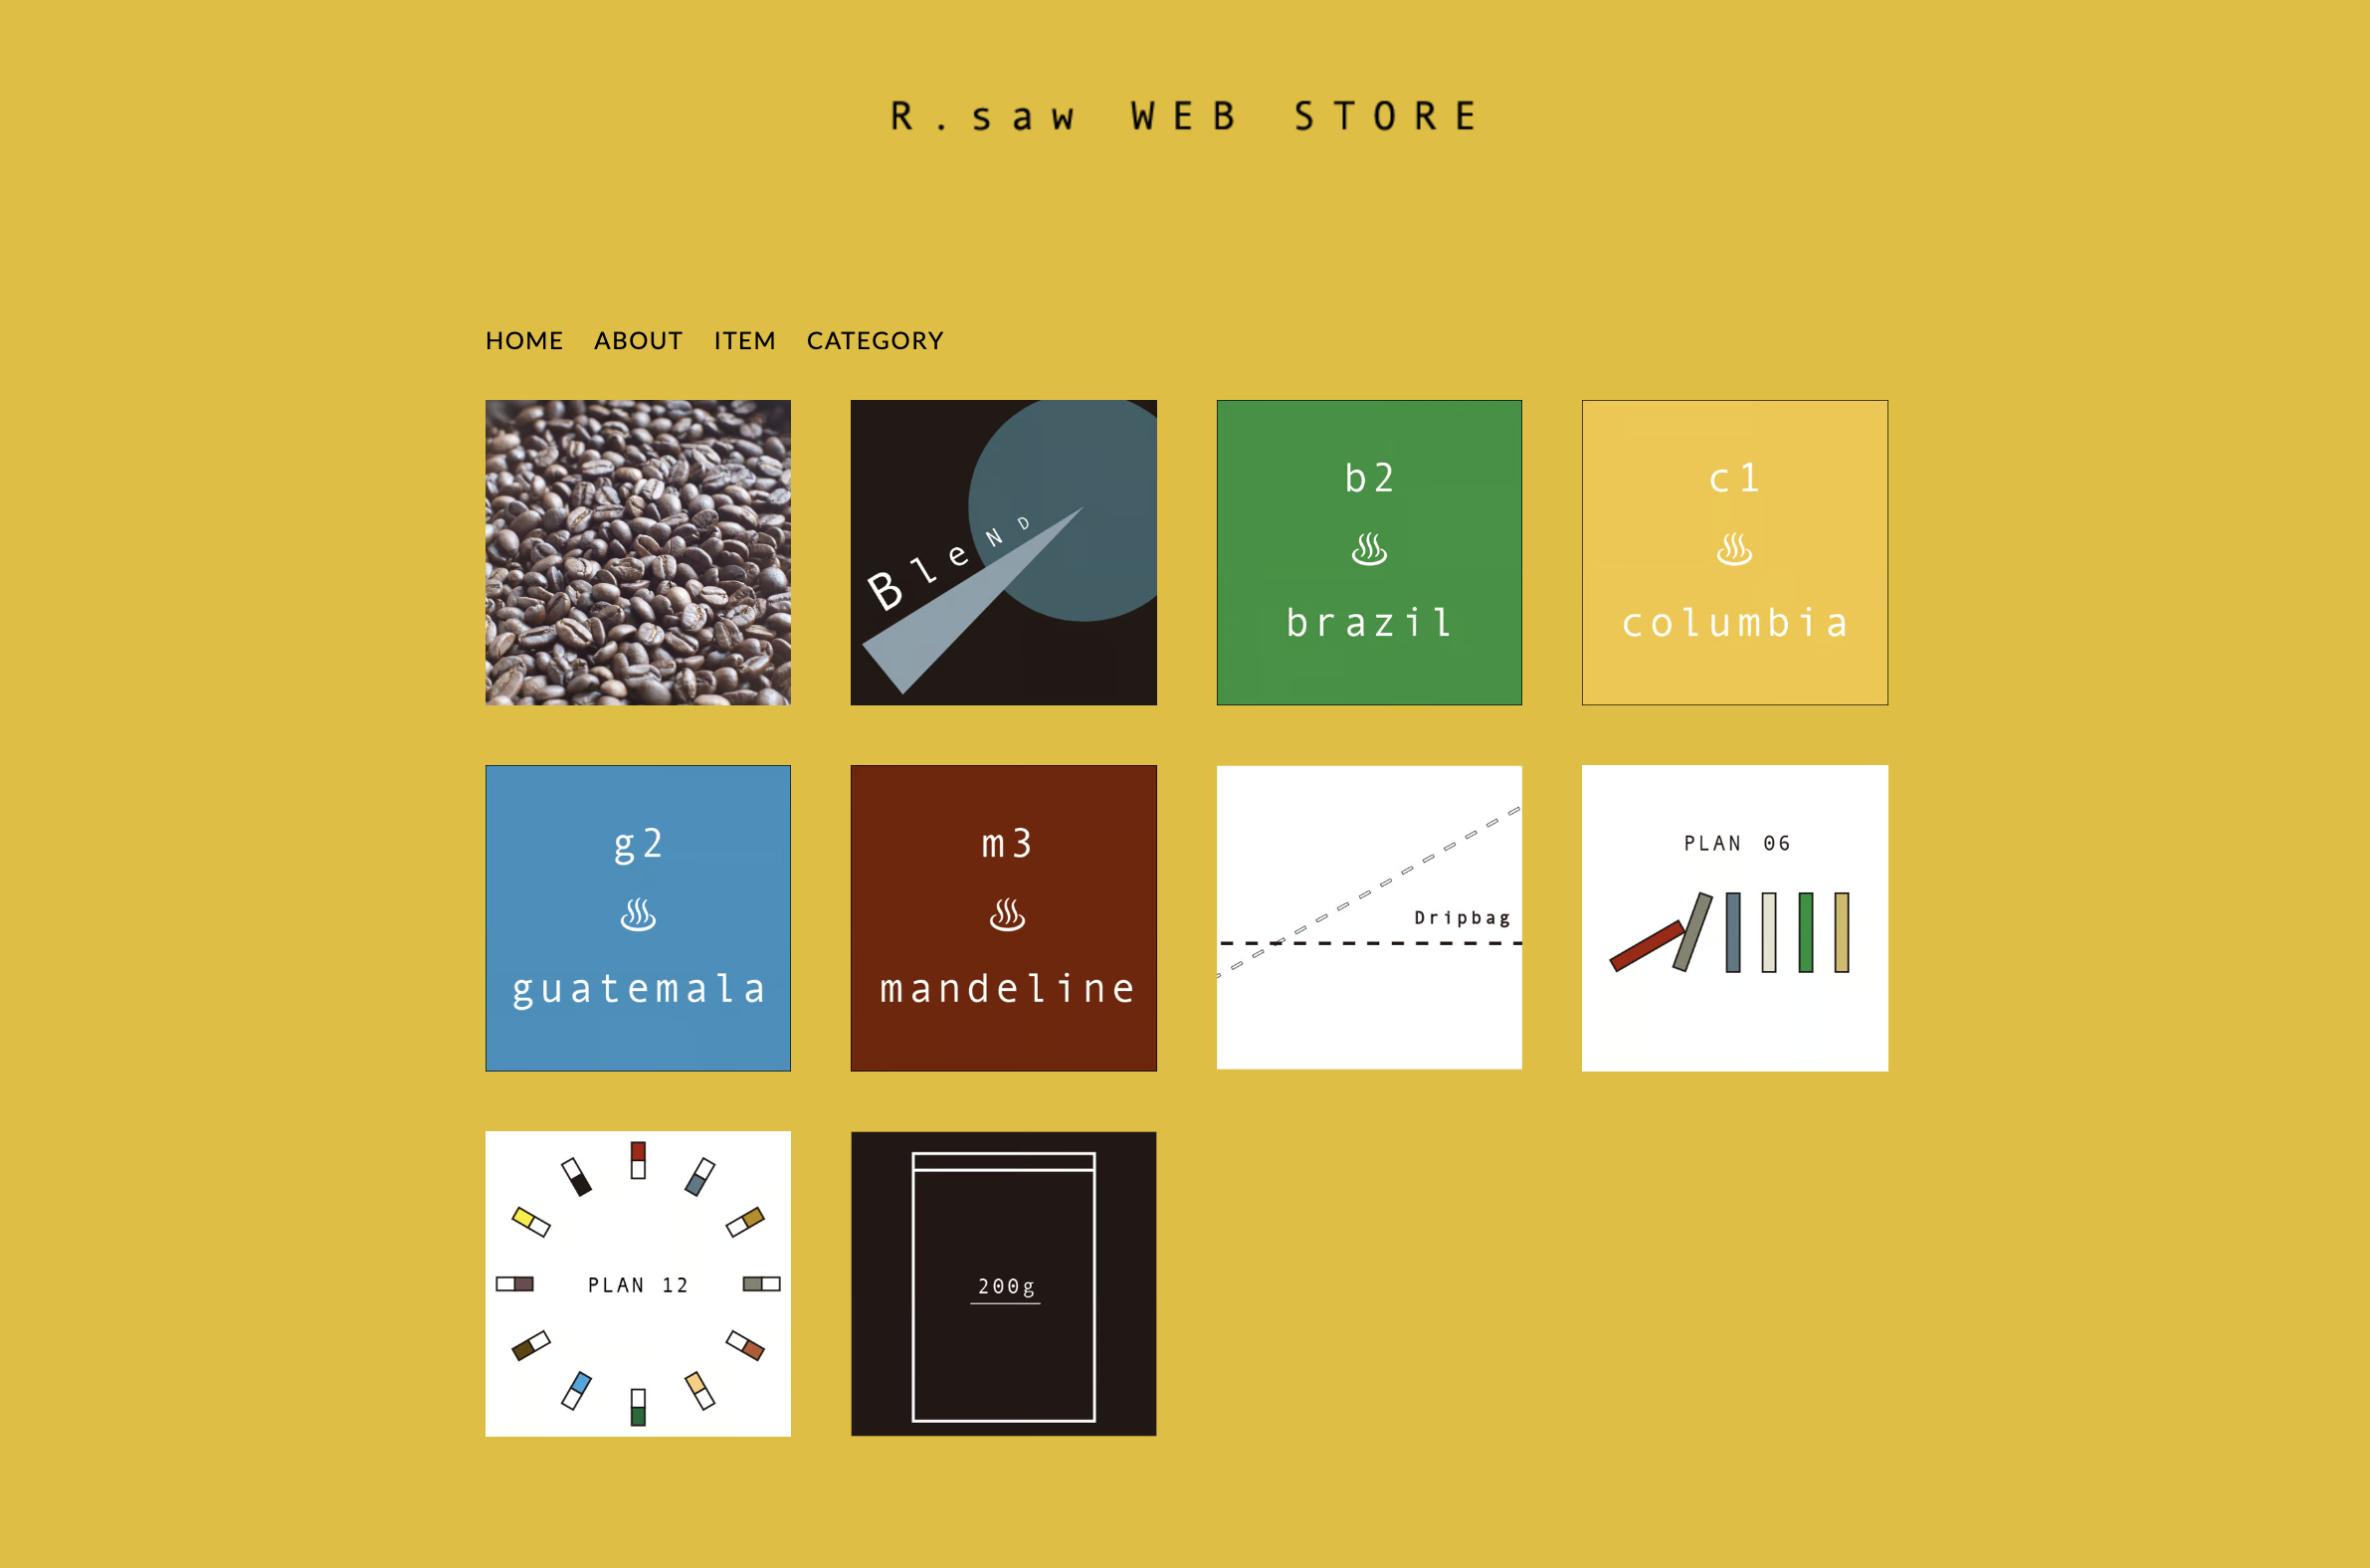 R.saw WEB STORE
HOME ABOUT ITEM CATEGORY
BleND
b2
brazil
c1
columbia
g2
guatemala
m3
mandeline
Dripbag
PLAN 06
PLAN 12
200g